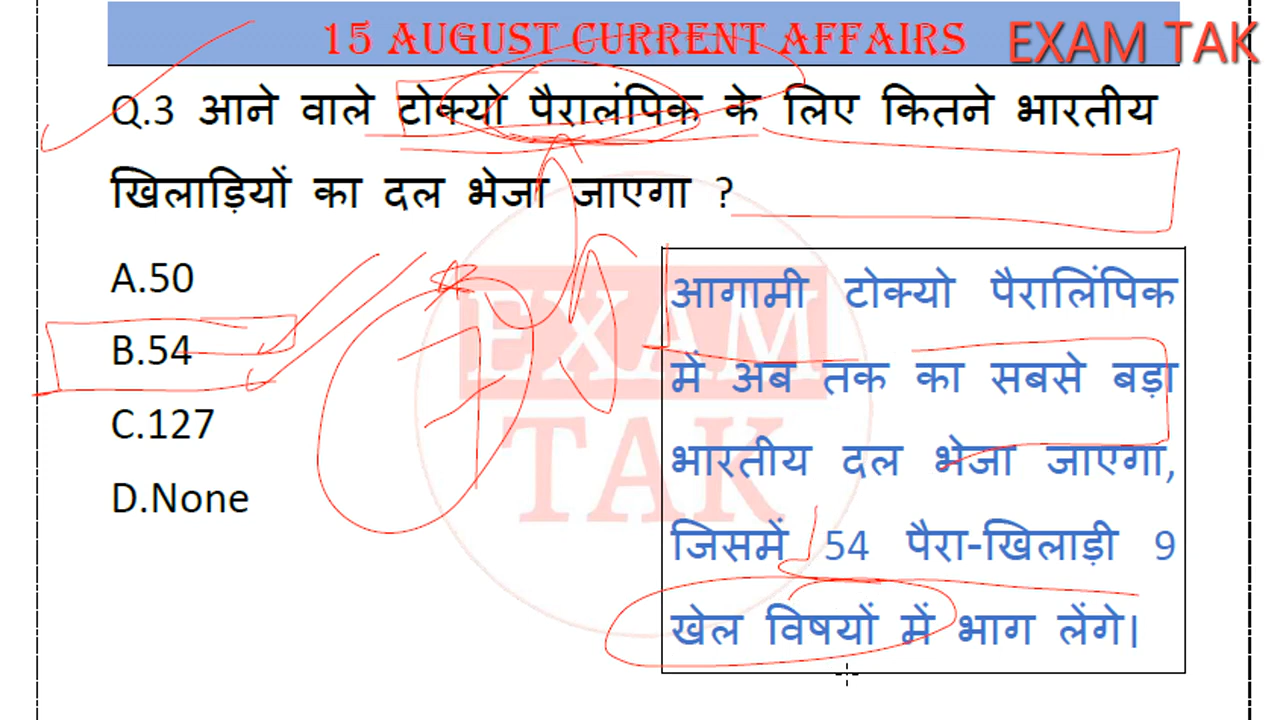 15 AUGUST CURRENT AFFAIRS
EXAM TAK
Q.3 आने वाले टोक्यो पैरालंपिक के लिए कितने भारतीय
खिलाड़ियों का दल भेजा जाएगा ?
A.50
B.54
C.127
D.None
आगामी टोक्यो पैरालिंपिक
में अब तक का सबसे बड़ा
भारतीय दल भेजा जाएगा,
जिसमें 54 पैरा-खिलाड़ी 9
खेल विषयों में भाग लेंगे।
EXAM
TAK